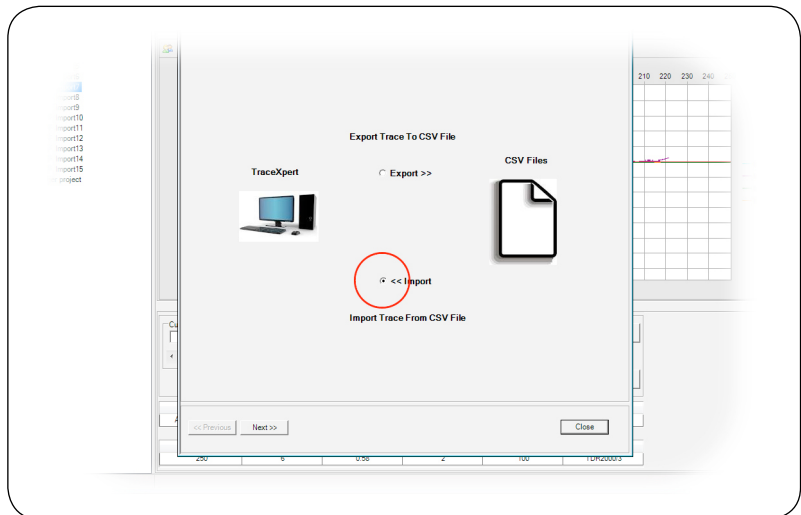 210 220 230 240
port8
port9
mport10
mport11
mport12
mport13
mport14
mport15
project
Export Trace To CSV File
TraceXpert
Export >>
CSV Files
<< Import
Import Trace From CSV File
Cu
<< Previous
Next >>
Close
250 6 0.58 2 100 TDR2000/3